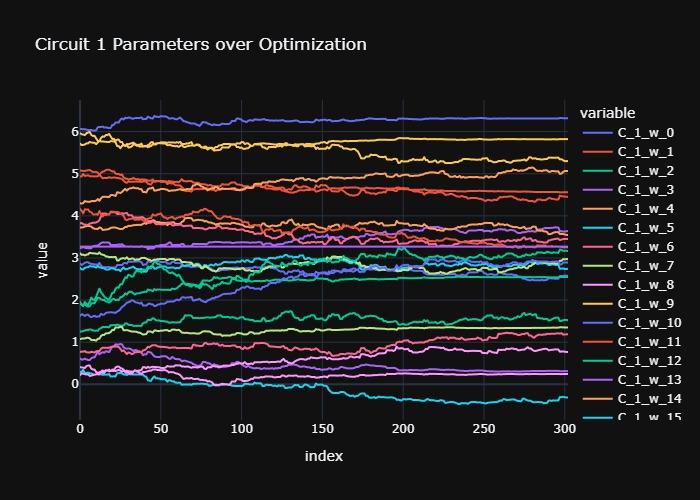 Circuit 1 Parameters over Optimization
variable
C_1_w_0
C_1_w_1
C_1_w_2
C_1_w_3
C_1_w_4
C_1_w_5
C_1_w_6
C_1_w_7
C_1_w_8
C_1_w_9
C_1_w_10
C_1_w_11
C_1_w_12
C_1_w_13
C_1_w_14
C_1_w_15
value
6
5
4
3
2
1
0
0
50
100
150
200
250
300
index